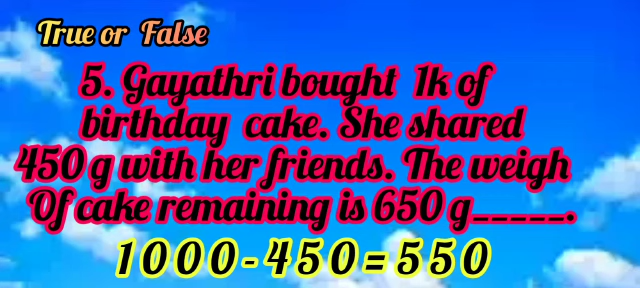 True or False
5. Gayathri bought 1k of
birthday cake. She shared
450 g with her friends. The weigh
Of cake remaining is 650 g_____.
1000-450=550